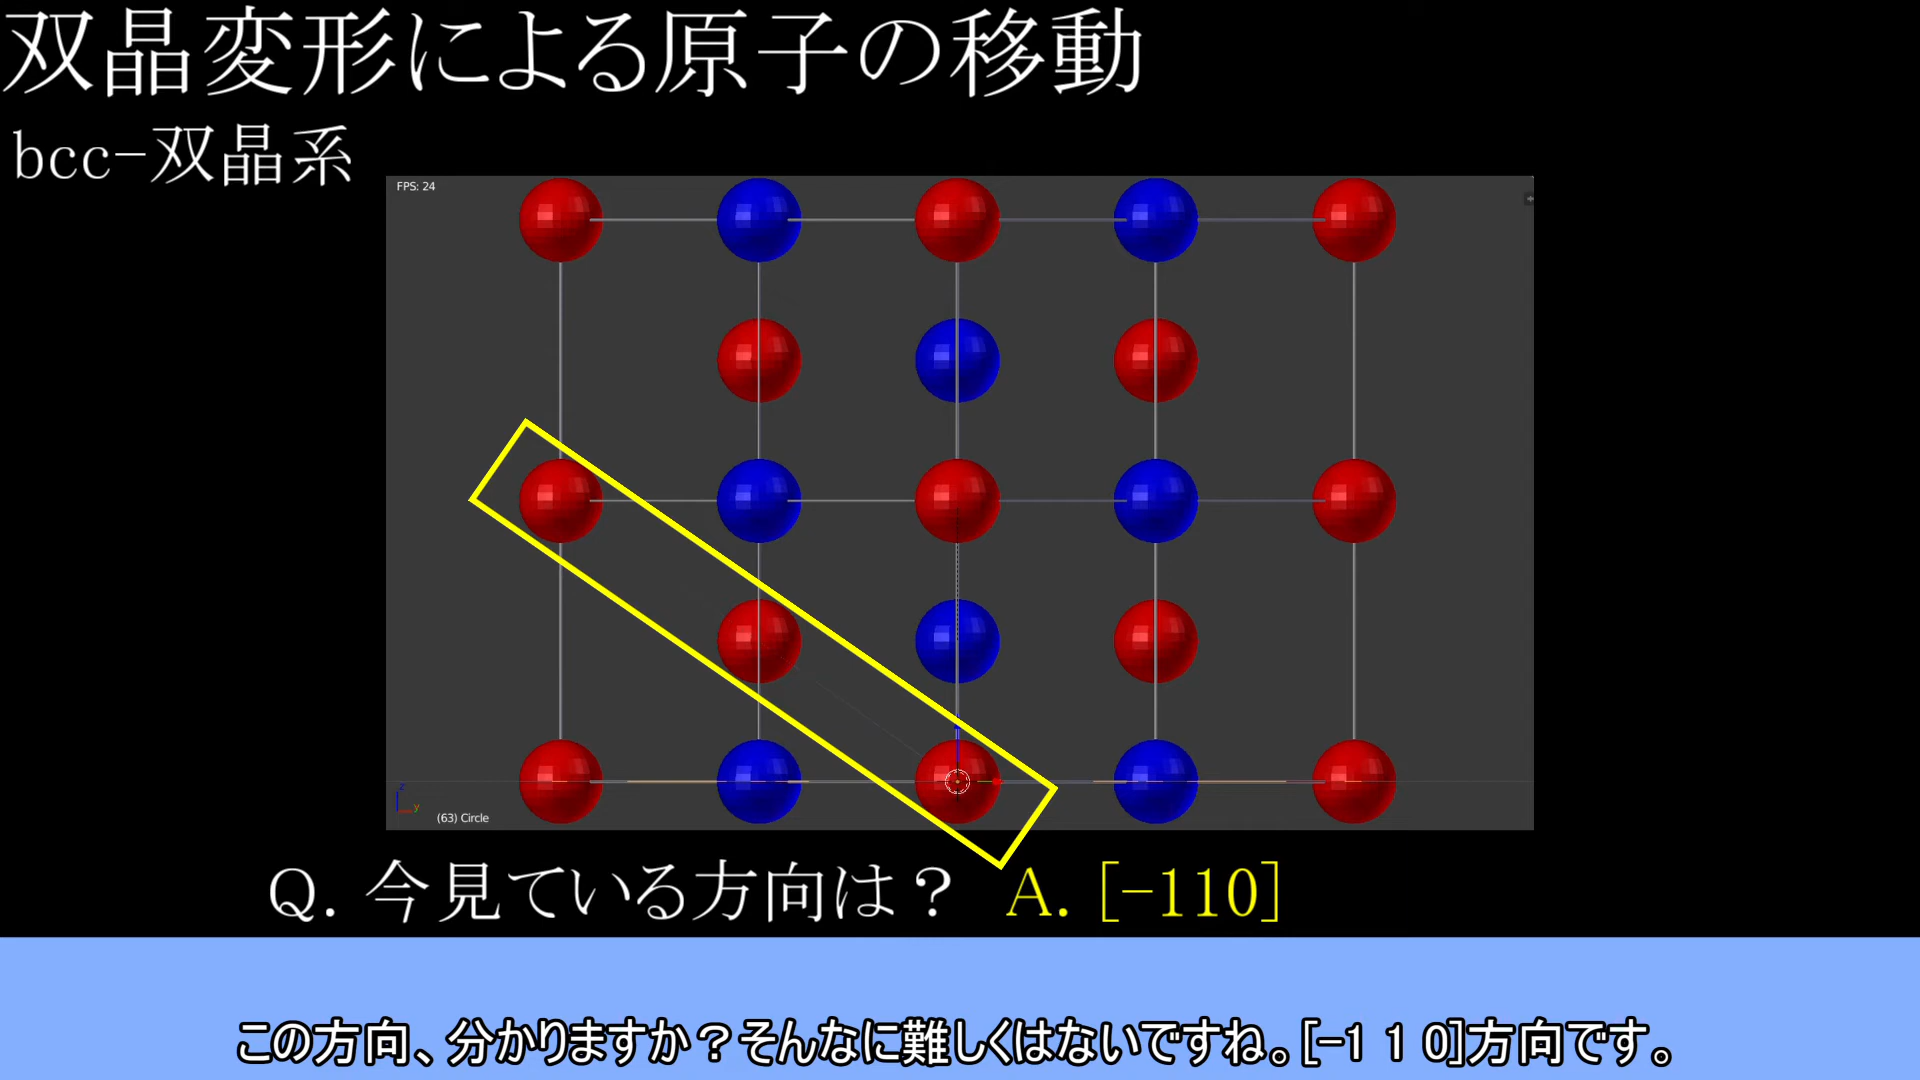 双晶変形による原子の移動
bcc-双晶系
FPS: 24
z
y
(63) Circle
Q. 今見ている方向は？ A. [-110]
この方向、分かりますか？そんなに難しくはないですね。[-1 1 0]方向です。